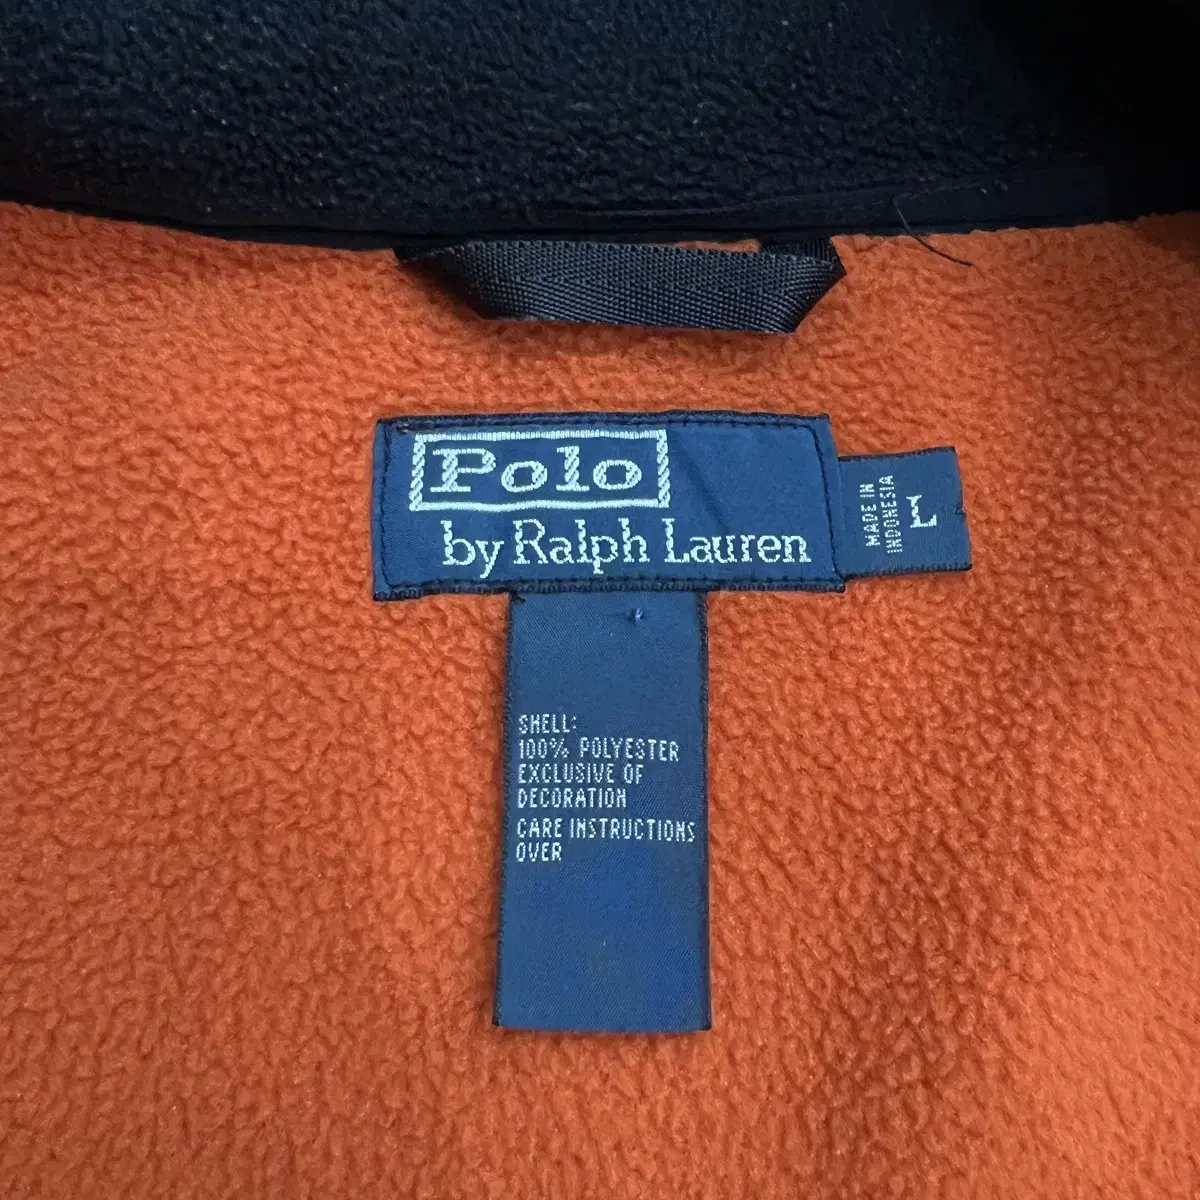 Polo
by Ralph Lauren
MADE IN
INDONESIA
L
SHELL:
100% POLYESTER
EXCLUSIVE OF
DECORATION
CARE INSTRUCTIONS
OVER